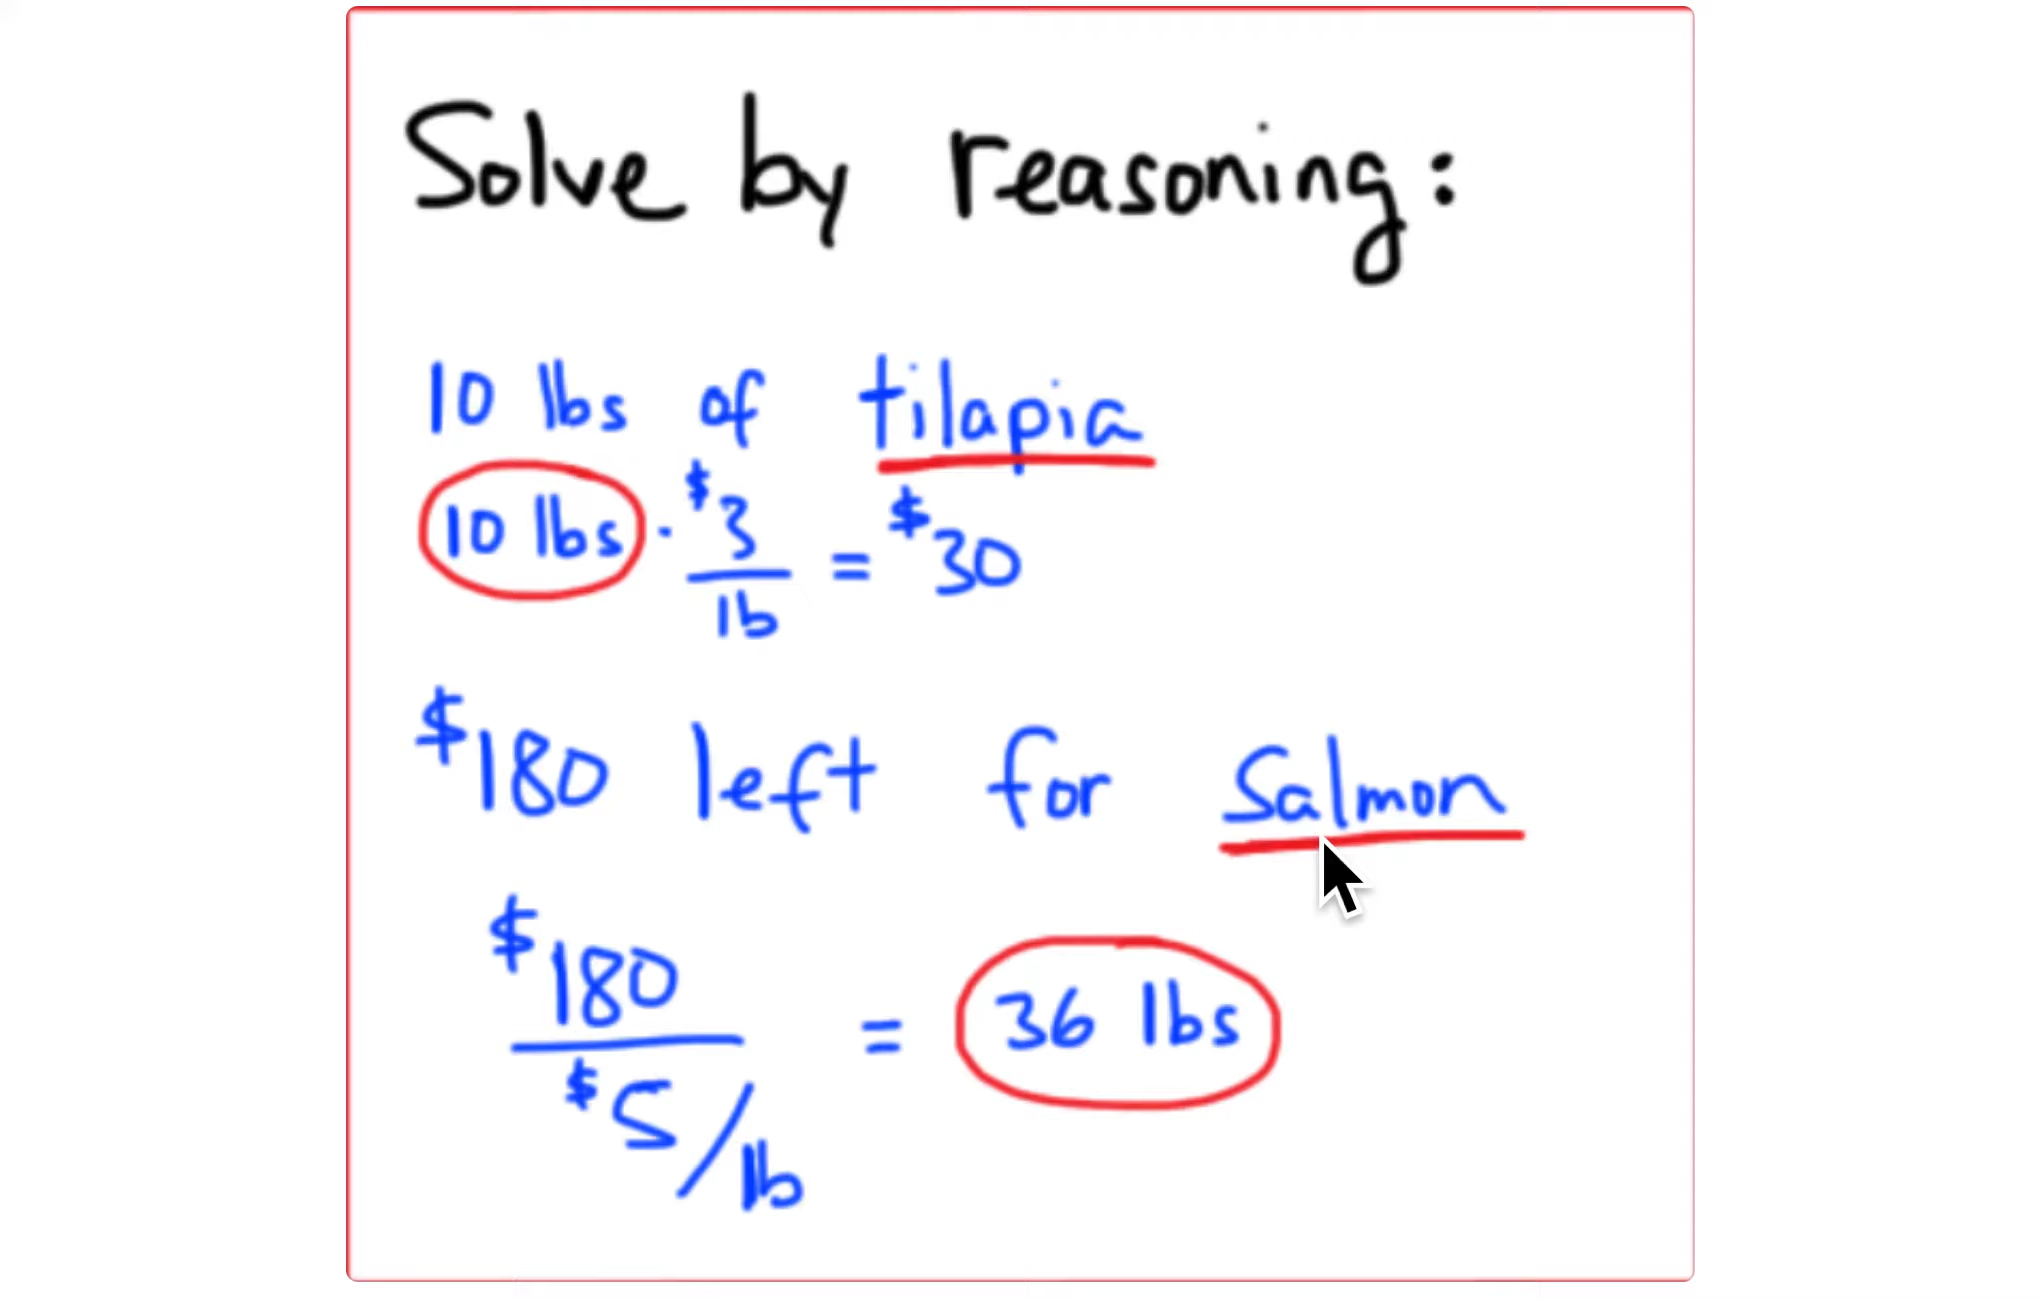 Solve by reasoning:
10 lbs of tilapia
10 lbs · $3/lb = $30
$180 left for Salmon
$180 / $5/lb = 36 lbs